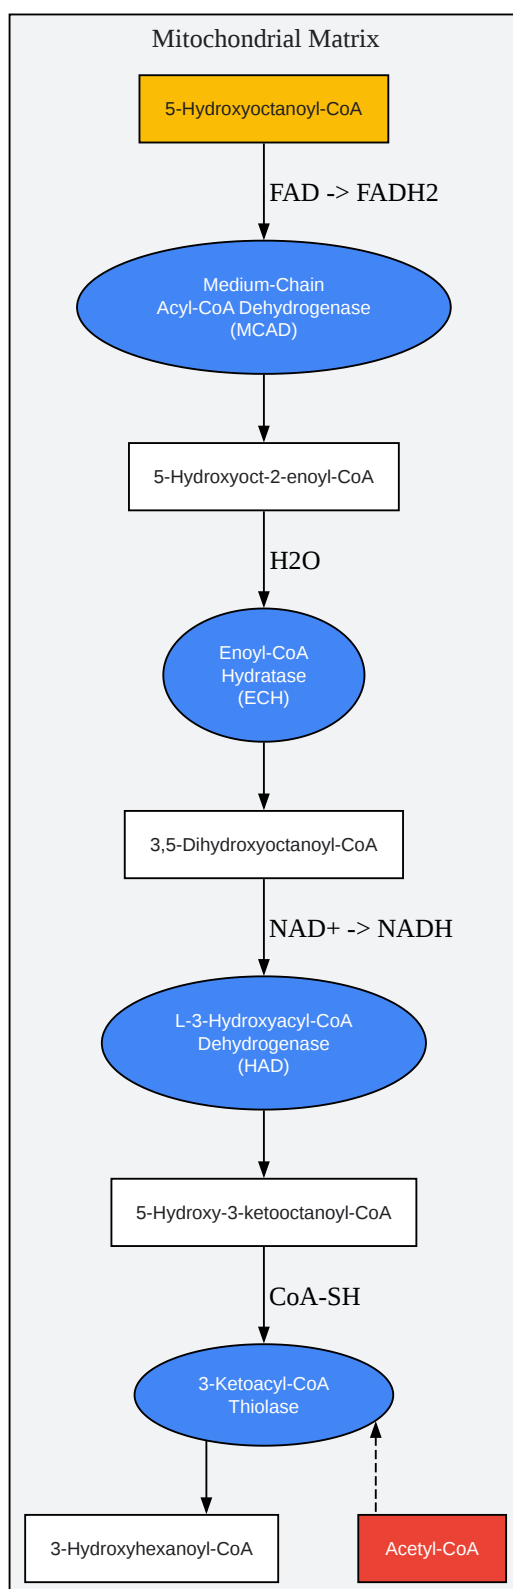 Mitochondrial Matrix
5-Hydroxyoctanoyl-CoA
FAD -> FADH2
Medium-Chain
Acyl-CoA Dehydrogenase
(MCAD)
5-Hydroxyoct-2-enoyl-CoA
H2O
Enoyl-CoA
Hydratase
(ECH)
3,5-Dihydroxyoctanoyl-CoA
NAD+ -> NADH
L-3-Hydroxyacyl-CoA
Dehydrogenase
(HAD)
5-Hydroxy-3-ketooctanoyl-CoA
CoA-SH
3-Ketoacyl-CoA
Thiolase
3-Hydroxyhexanoyl-CoA
Acetyl-CoA